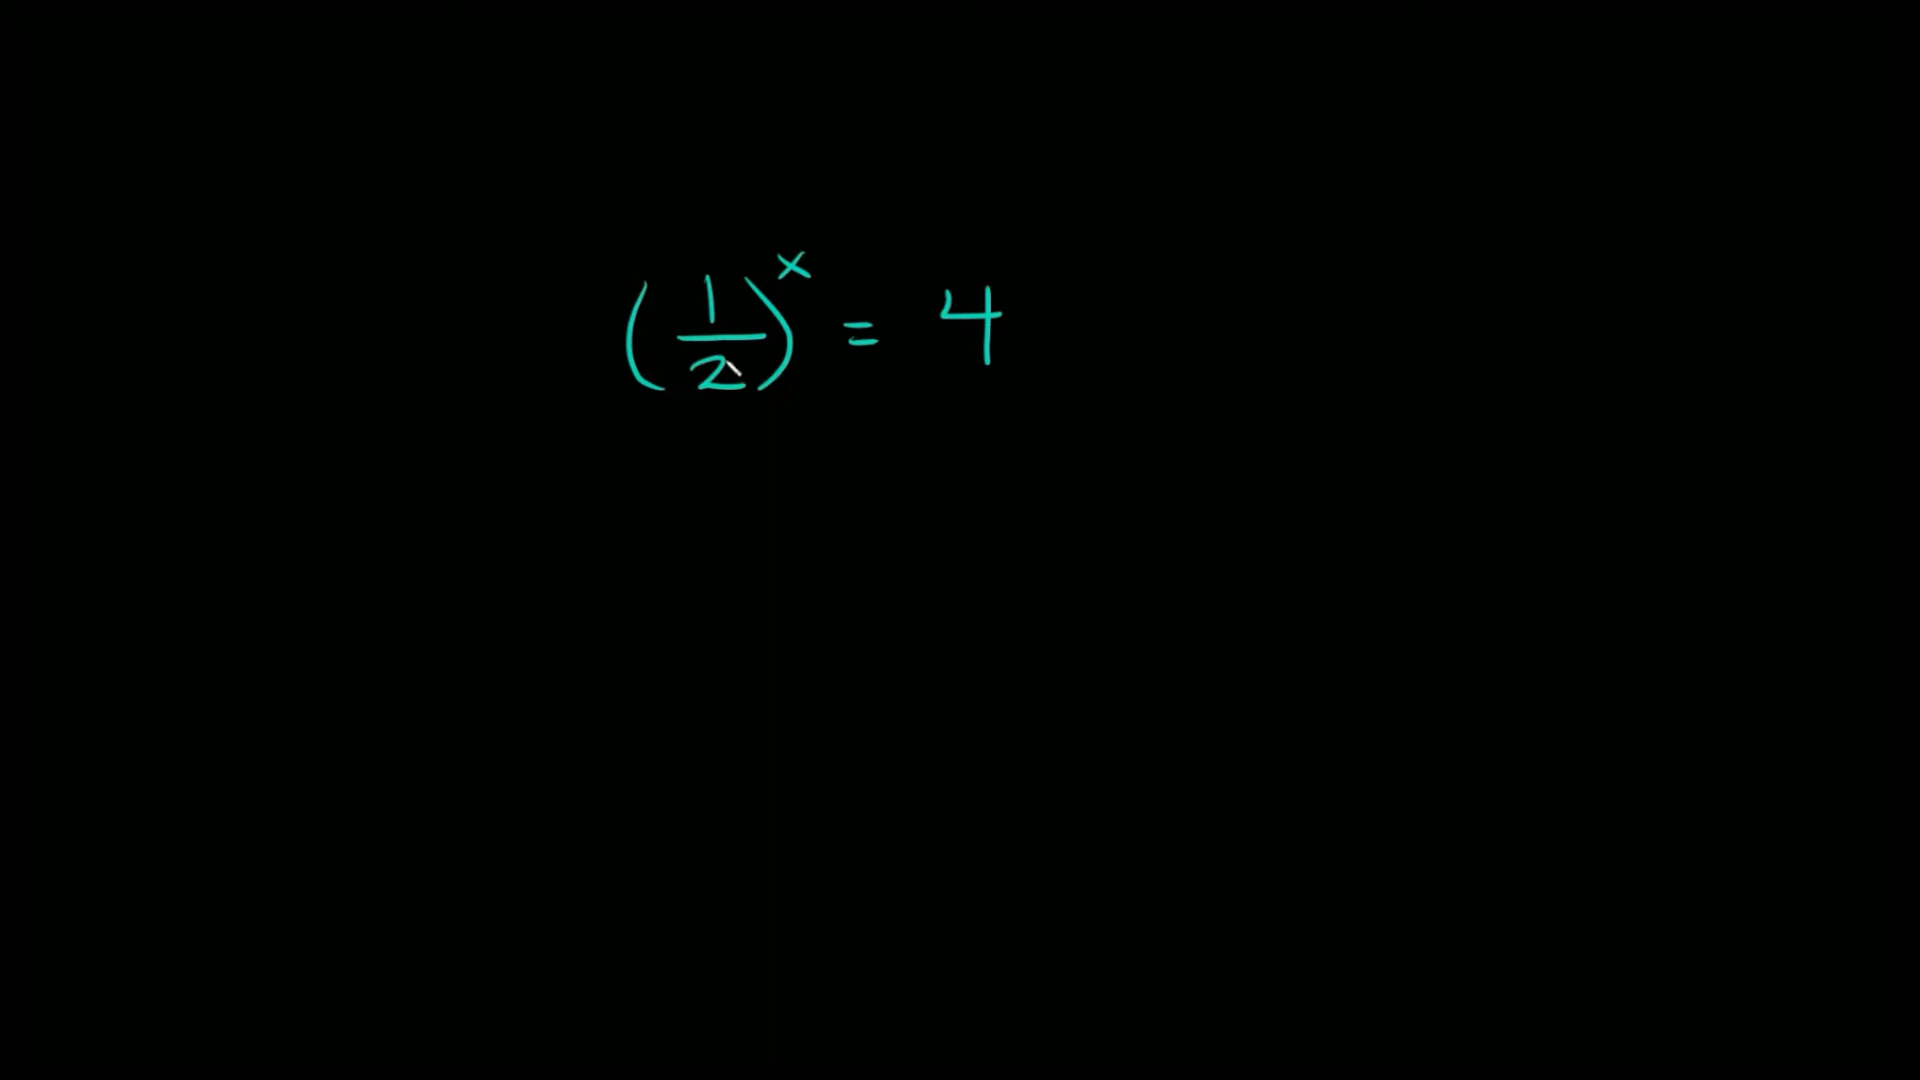 (1/2)^x = 4